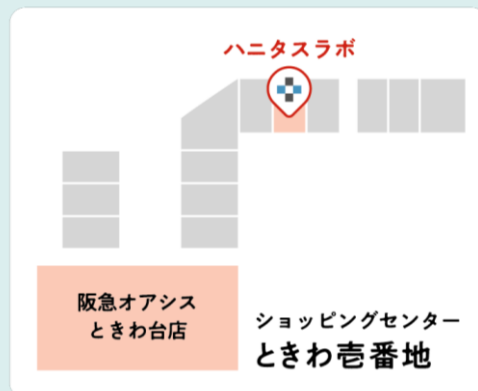 ハニタスラボ
阪急オアシス
ときわ台店
ショッピングセンター
ときわ壱番地